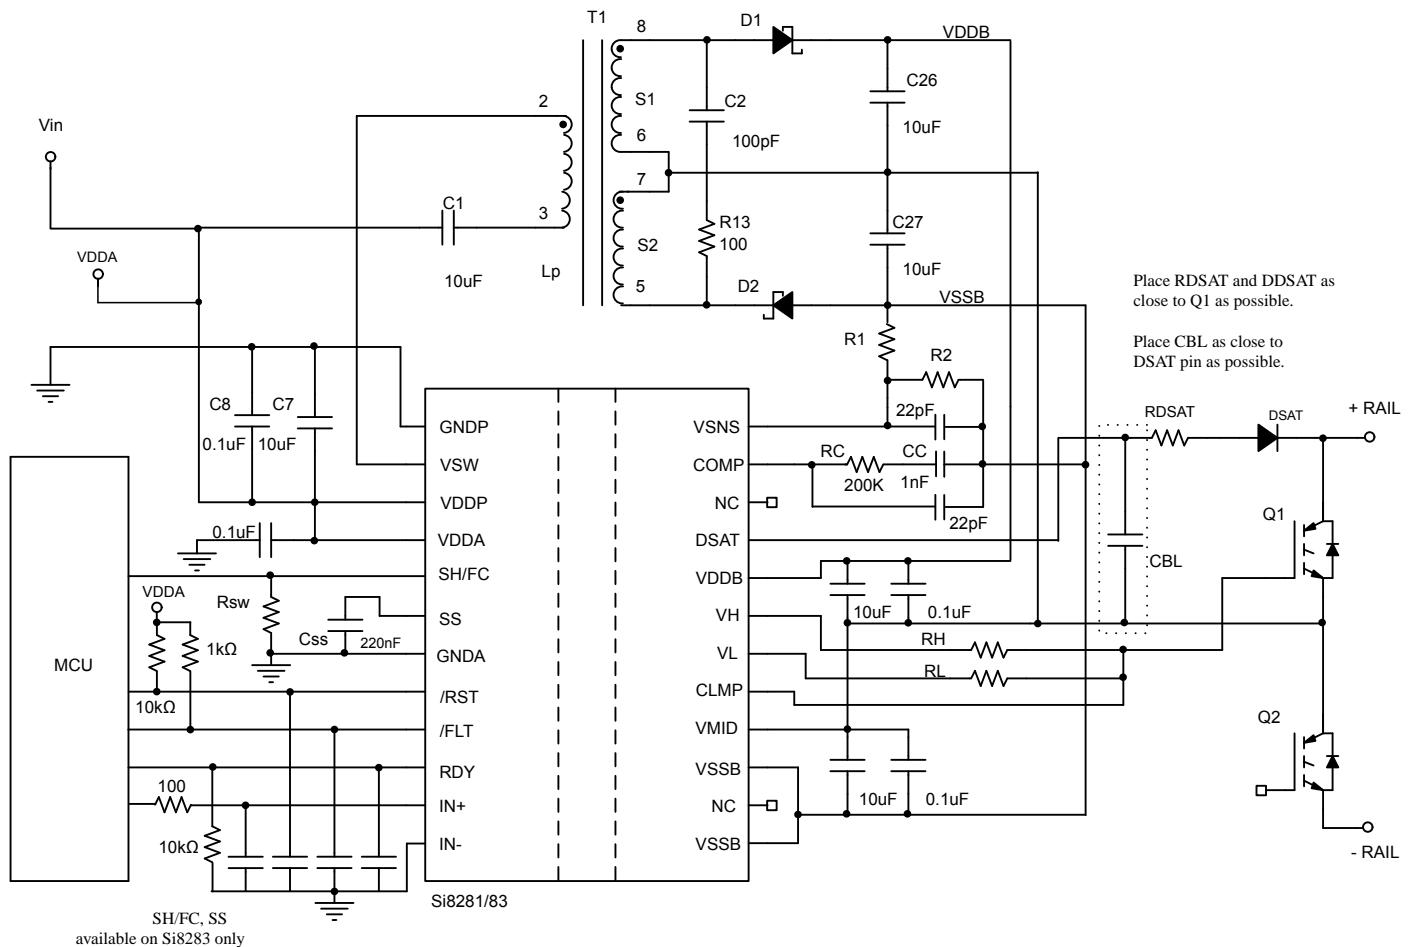 T1
8
D1
VDDB
2
S1
C2
C26
Vin
6
100pF
10uF
7
C1
3
R13
C27
VDDA
S2
100
10uF
Lp
10uF
5
D2
VSSB
Place RDSAT and DDSAT as
close to Q1 as possible.
Place CBL as close to
DSAT pin as possible.
R1
R2
C8
C7
22pF
RDSAT
DSAT
+ RAIL
0.1uF
10uF
GNDP
VSNS
VSW
COMP
RC
CC
200K
1nF
VDDP
NC
22pF
Q1
0.1uF
VDDA
DSAT
CBL
SH/FC
VDDB
VDDA
Rsw
10uF
0.1uF
SS
VH
Css
220nF
RH
1kΩ
GNDA
VL
RL
MCU
/RST
CLMP
10kΩ
Q2
/FLT
VMID
RDY
VSSB
100
10uF
0.1uF
IN+
NC
10kΩ
IN-
VSSB
- RAIL
Si8281/83
SH/FC, SS
available on Si8283 only